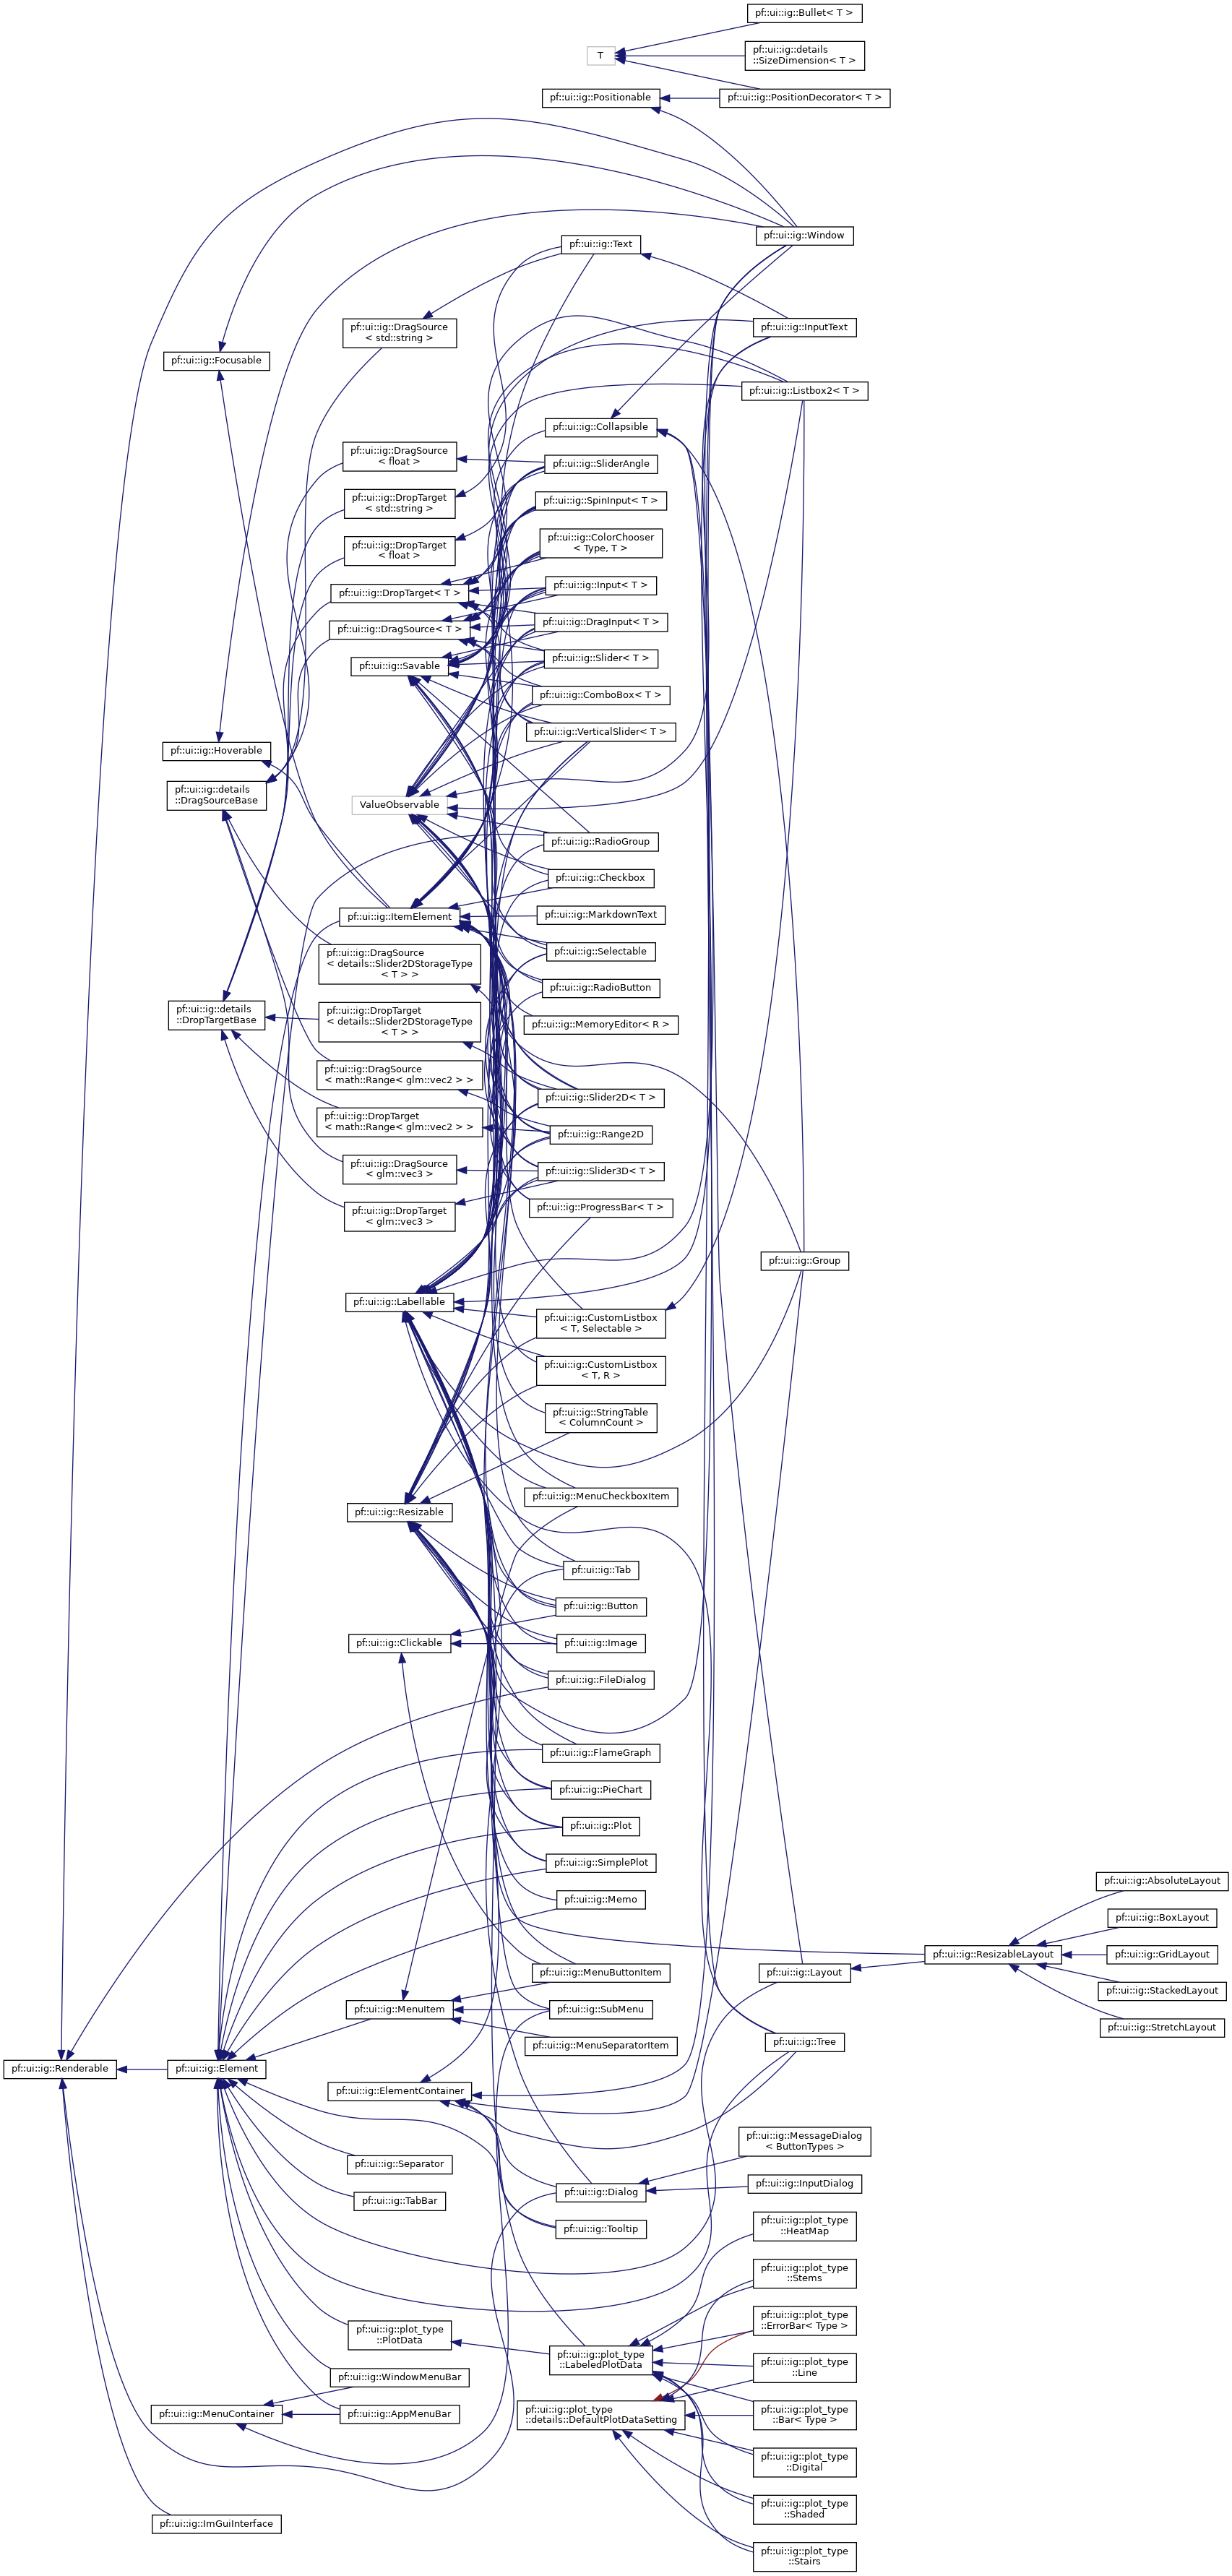 pf::ui::ig::Bullet< T >
T
pf::ui::ig::details
::SizeDimension< T >
pf::ui::ig::Positionable
pf::ui::ig::PositionDecorator< T >
pf::ui::ig::Window
pf::ui::ig::Text
pf::ui::ig::DragSource
< std::string >
pf::ui::ig::InputText
pf::ui::ig::Focusable
pf::ui::ig::Listbox2< T >
pf::ui::ig::Collapsible
pf::ui::ig::DragSource
< float >
pf::ui::ig::SliderAngle
pf::ui::ig::DropTarget
< std::string >
pf::ui::ig::SpinInput< T >
pf::ui::ig::DropTarget
< float >
pf::ui::ig::ColorChooser
< Type, T >
pf::ui::ig::DropTarget< T >
pf::ui::ig::Input< T >
pf::ui::ig::DragSource< T >
pf::ui::ig::DragInput< T >
pf::ui::ig::Savable
pf::ui::ig::Slider< T >
pf::ui::ig::ComboBox< T >
pf::ui::ig::VerticalSlider< T >
pf::ui::ig::Hoverable
pf::ui::ig::details
::DragSourceBase
ValueObservable
pf::ui::ig::RadioGroup
pf::ui::ig::Checkbox
pf::ui::ig::ItemElement
pf::ui::ig::MarkdownText
pf::ui::ig::DragSource
< details::Slider2DStorageType
< T > >
pf::ui::ig::Selectable
pf::ui::ig::RadioButton
pf::ui::ig::details
::DropTargetBase
pf::ui::ig::DropTarget
< details::Slider2DStorageType
< T > >
pf::ui::ig::MemoryEditor< R >
pf::ui::ig::DragSource
< math::Range< glm::vec2 > >
pf::ui::ig::Slider2D< T >
pf::ui::ig::DropTarget
< math::Range< glm::vec2 > >
pf::ui::ig::Range2D
pf::ui::ig::DragSource
< glm::vec3 >
pf::ui::ig::Slider3D< T >
pf::ui::ig::DropTarget
< glm::vec3 >
pf::ui::ig::ProgressBar< T >
pf::ui::ig::Group
pf::ui::ig::Labellable
pf::ui::ig::CustomListbox
< T, Selectable >
pf::ui::ig::CustomListbox
< T, R >
pf::ui::ig::StringTable
< ColumnCount >
pf::ui::ig::Resizable
pf::ui::ig::MenuCheckboxItem
pf::ui::ig::Tab
pf::ui::ig::Button
pf::ui::ig::Clickable
pf::ui::ig::Image
pf::ui::ig::FileDialog
pf::ui::ig::FlameGraph
pf::ui::ig::PieChart
pf::ui::ig::Plot
pf::ui::ig::SimplePlot
pf::ui::ig::AbsoluteLayout
pf::ui::ig::Memo
pf::ui::ig::BoxLayout
pf::ui::ig::ResizableLayout
pf::ui::ig::GridLayout
pf::ui::ig::MenuButtonItem
pf::ui::ig::Layout
pf::ui::ig::StackedLayout
pf::ui::ig::MenuItem
pf::ui::ig::SubMenu
pf::ui::ig::StretchLayout
pf::ui::ig::Tree
pf::ui::ig::MenuSeparatorItem
pf::ui::ig::Renderable
pf::ui::ig::Element
pf::ui::ig::ElementContainer
pf::ui::ig::MessageDialog
< ButtonTypes >
pf::ui::ig::Separator
pf::ui::ig::InputDialog
pf::ui::ig::Dialog
pf::ui::ig::TabBar
pf::ui::ig::Tooltip
pf::ui::ig::plot_type
::HeatMap
pf::ui::ig::plot_type
::Stems
pf::ui::ig::plot_type
::ErrorBar< Type >
pf::ui::ig::plot_type
::PlotData
pf::ui::ig::plot_type
::LabeledPlotData
pf::ui::ig::plot_type
::Line
pf::ui::ig::WindowMenuBar
pf::ui::ig::MenuContainer
pf::ui::ig::AppMenuBar
pf::ui::ig::plot_type
::details::DefaultPlotDataSetting
pf::ui::ig::plot_type
::Bar< Type >
pf::ui::ig::plot_type
::Digital
pf::ui::ig::plot_type
::Shaded
pf::ui::ig::ImGuiInterface
pf::ui::ig::plot_type
::Stairs